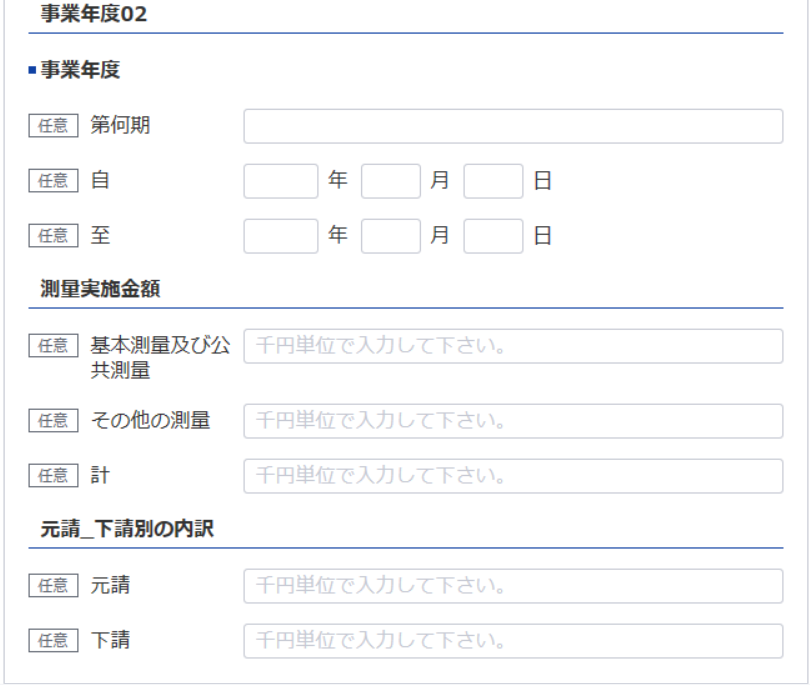 事業年度02
事業年度
任意 第何期
任意 自 年 月 日
任意 至 年 月 日
測量実施金額
任意 基本測量及び公
共測量 千円単位で入力して下さい。
任意 その他の測量 千円単位で入力して下さい。
任意 計 千円単位で入力して下さい。
元請_下請別の内訳
任意 元請 千円単位で入力して下さい。
任意 下請 千円単位で入力して下さい。